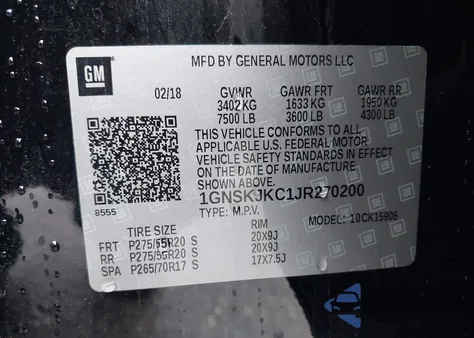 GM
MFD BY GENERAL MOTORS LLC
02/18 GVWR GAWR FRT GAWR RR
3402 KG 1633 KG 1950 KG
7500 LB 3600 LB 4300 LB
THIS VEHICLE CONFORMS TO ALL
APPLICABLE U.S. FEDERAL MOTOR
VEHICLE SAFETY STANDARDS IN EFFECT
ON THE DATE OF MANUFACTURE
SHOWN ABOVE.
1GNSKJKC1JR270200
8555 TYPE: M.P.V. MODEL: 10CK15906
TIRE SIZE RIM
FRT P275/55R20 S 20X9J
RR P275/55R20 S 20X9J
SPA P265/70R17 S 17X7.5J